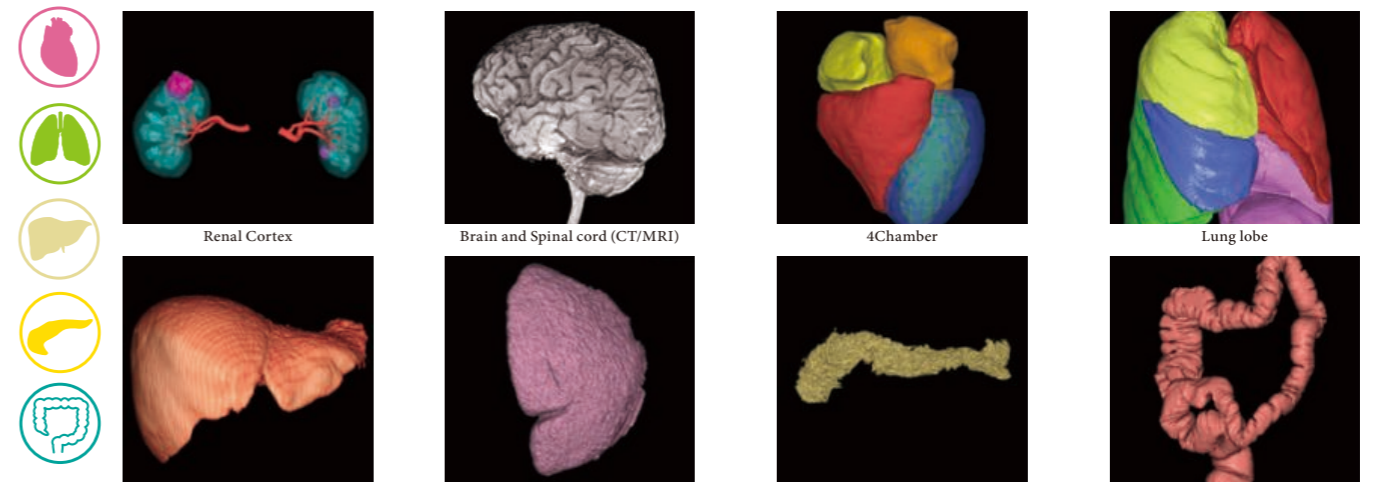 Renal Cortex
Brain and Spinal cord (CT/MRI)
4Chamber
Lung lobe